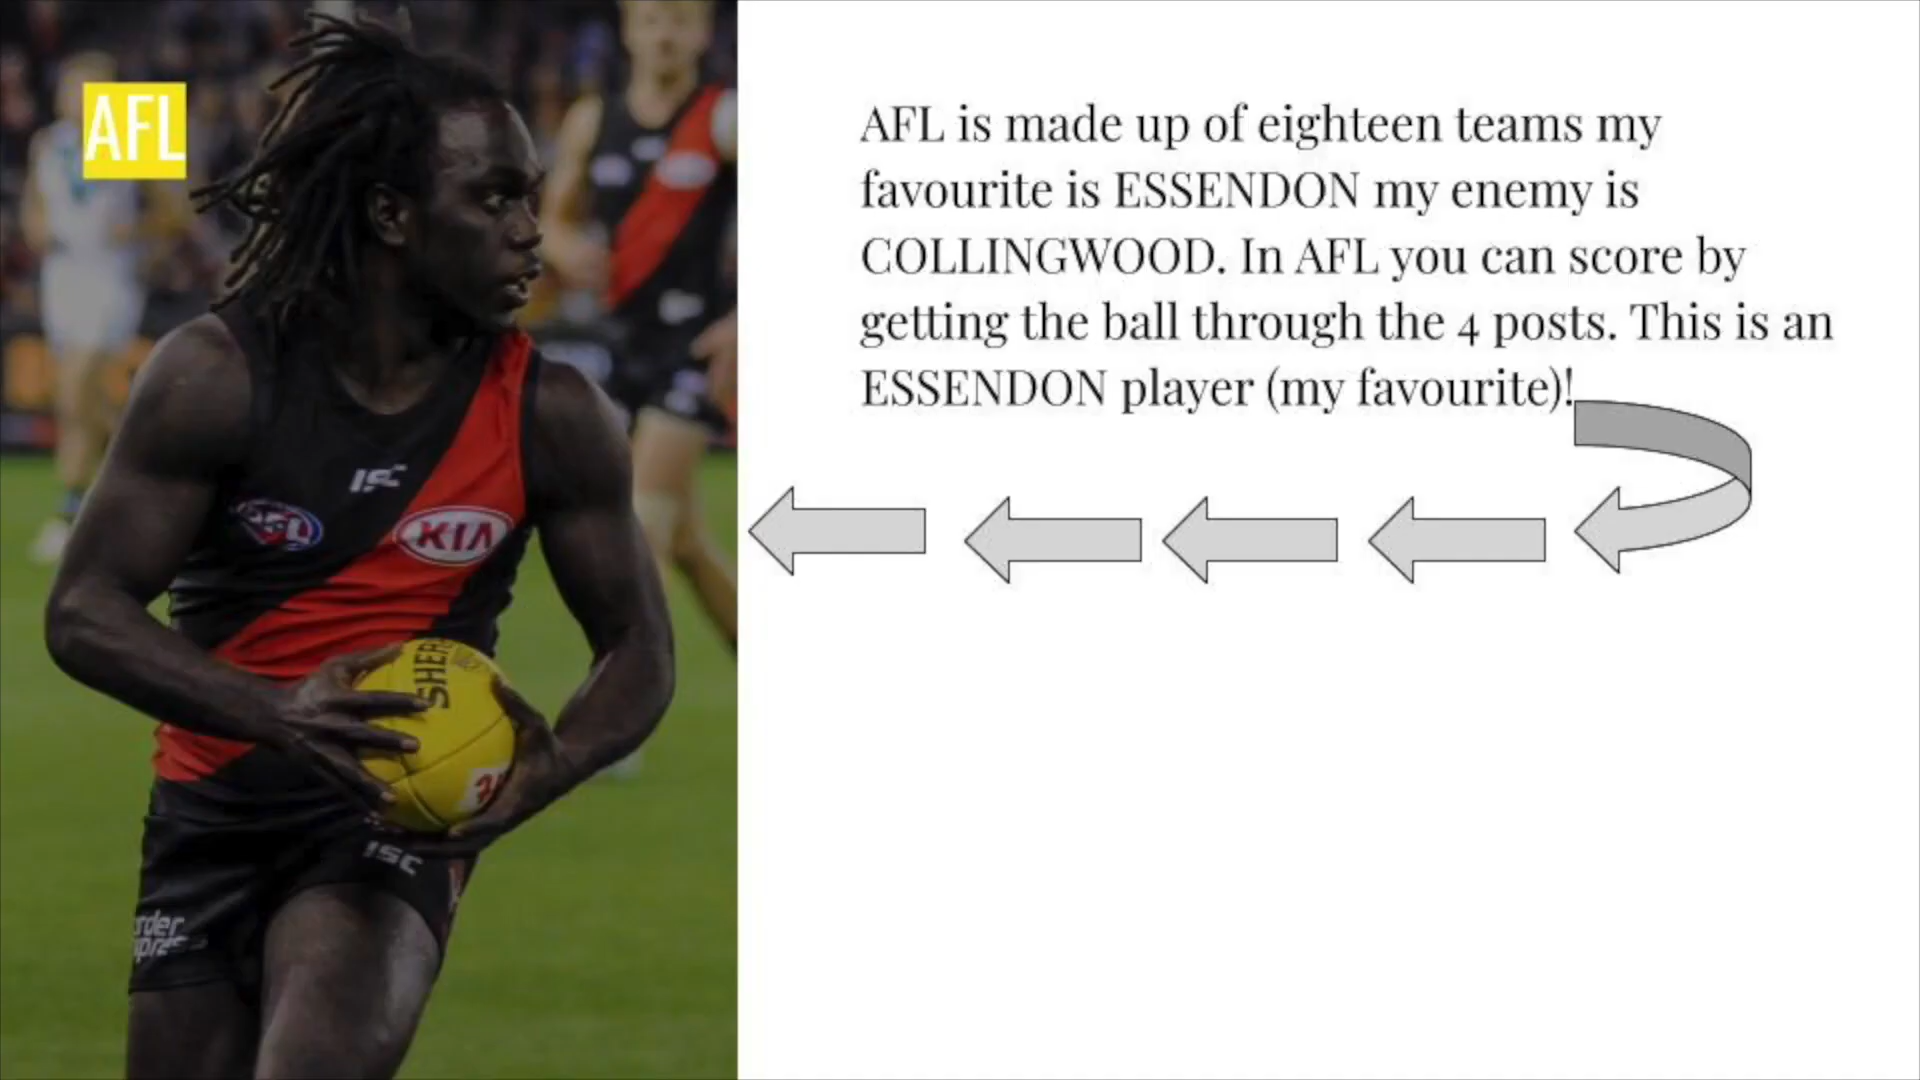 AFL
AFL is made up of eighteen teams my
favourite is ESSENDON my enemy is
COLLINGWOOD. In AFL you can score by
getting the ball through the 4 posts. This is an
ESSENDON player (my favourite)!
ISC
AFL
KIA
SHER
ISC